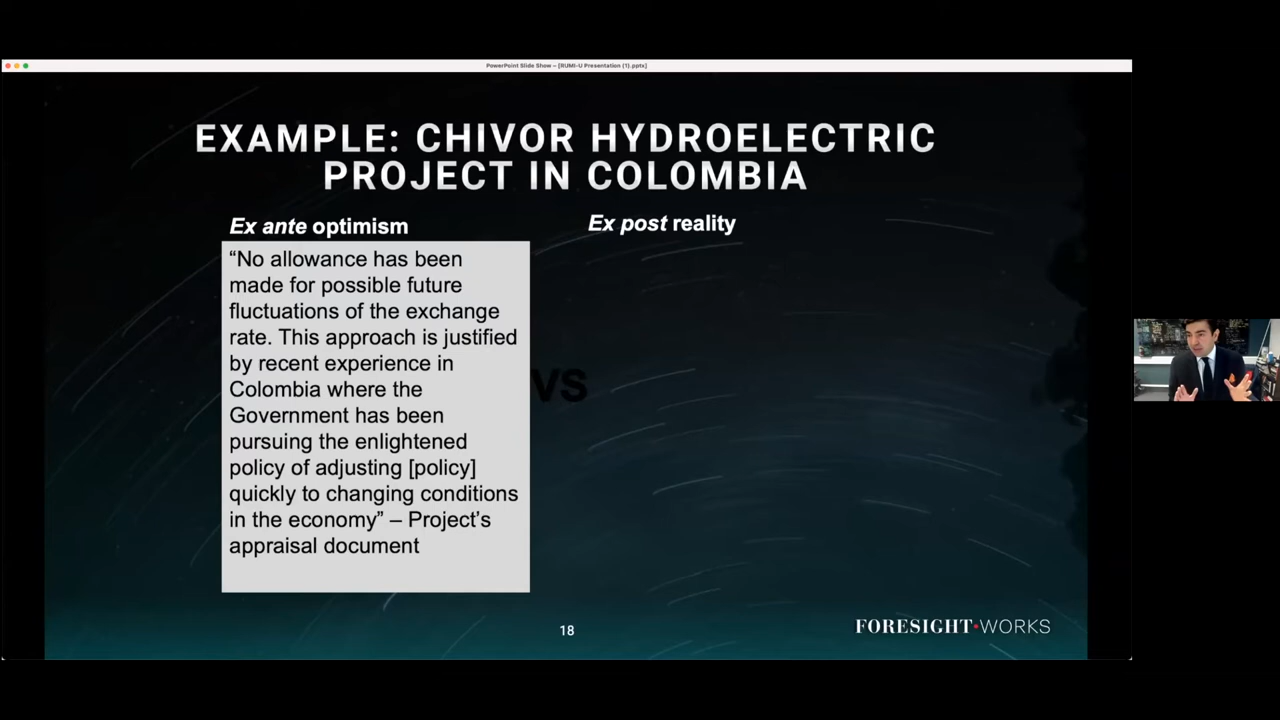 PowerPoint Slide Show – [RUMI-U Presentation (1).pptx]
EXAMPLE: CHIVOR HYDROELECTRIC
PROJECT IN COLOMBIA
Ex ante optimism
“No allowance has been
made for possible future
fluctuations of the exchange
rate. This approach is justified
by recent experience in
Colombia where the
Government has been
pursuing the enlightened
policy of adjusting [policy]
quickly to changing conditions
in the economy” – Project’s
appraisal document
VS
Ex post reality
18
FORESIGHT•WORKS